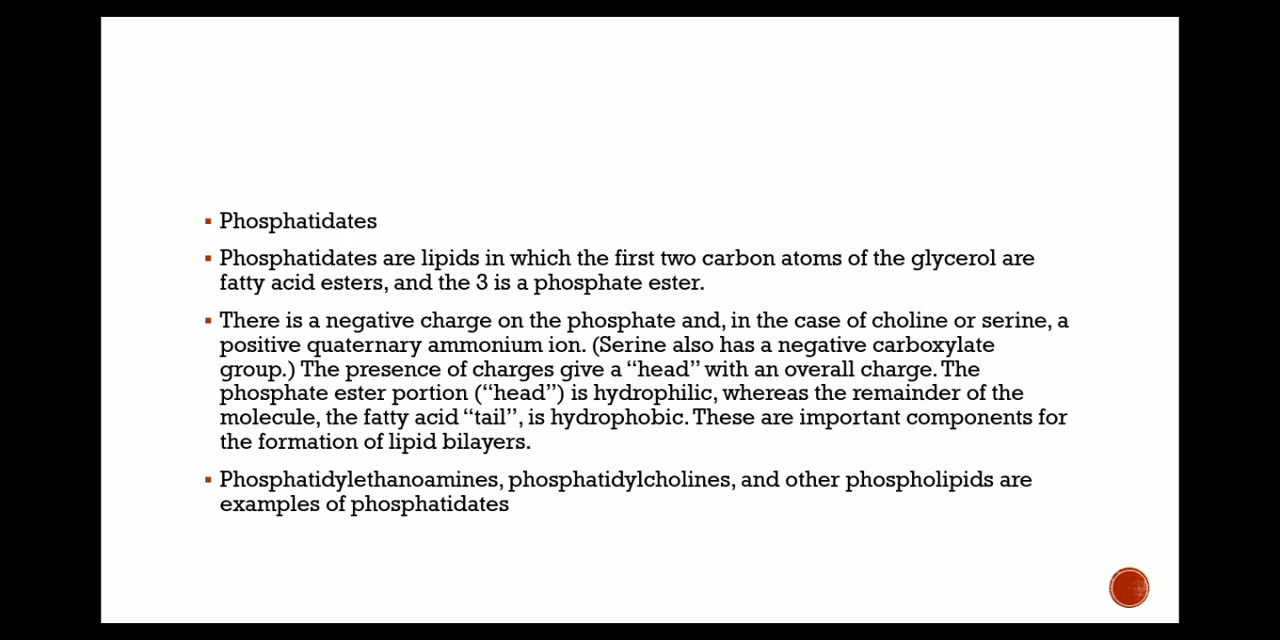 Phosphatidates
Phosphatidates are lipids in which the first two carbon atoms of the glycerol are
fatty acid esters, and the 3 is a phosphate ester.
There is a negative charge on the phosphate and, in the case of choline or serine, a
positive quaternary ammonium ion. (Serine also has a negative carboxylate
group.) The presence of charges give a “head” with an overall charge. The
phosphate ester portion (“head”) is hydrophilic, whereas the remainder of the
molecule, the fatty acid “tail”, is hydrophobic. These are important components for
the formation of lipid bilayers.
Phosphatidylethanoamines, phosphatidylcholines, and other phospholipids are
examples of phosphatidates